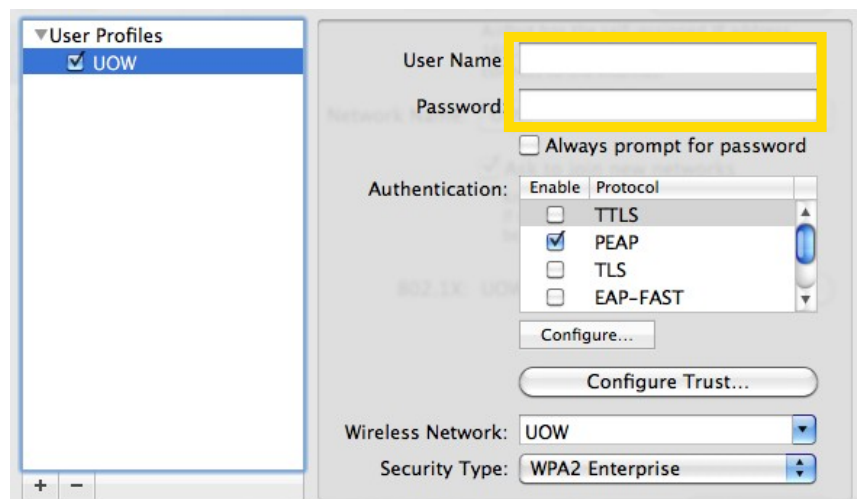 ▼User Profiles
UOW
User Name
Password:
Always prompt for password
Authentication:
Enable Protocol
TTLS
PEAP
TLS
EAP-FAST
Configure...
Configure Trust...
Wireless Network: UOW
Security Type: WPA2 Enterprise
+ −